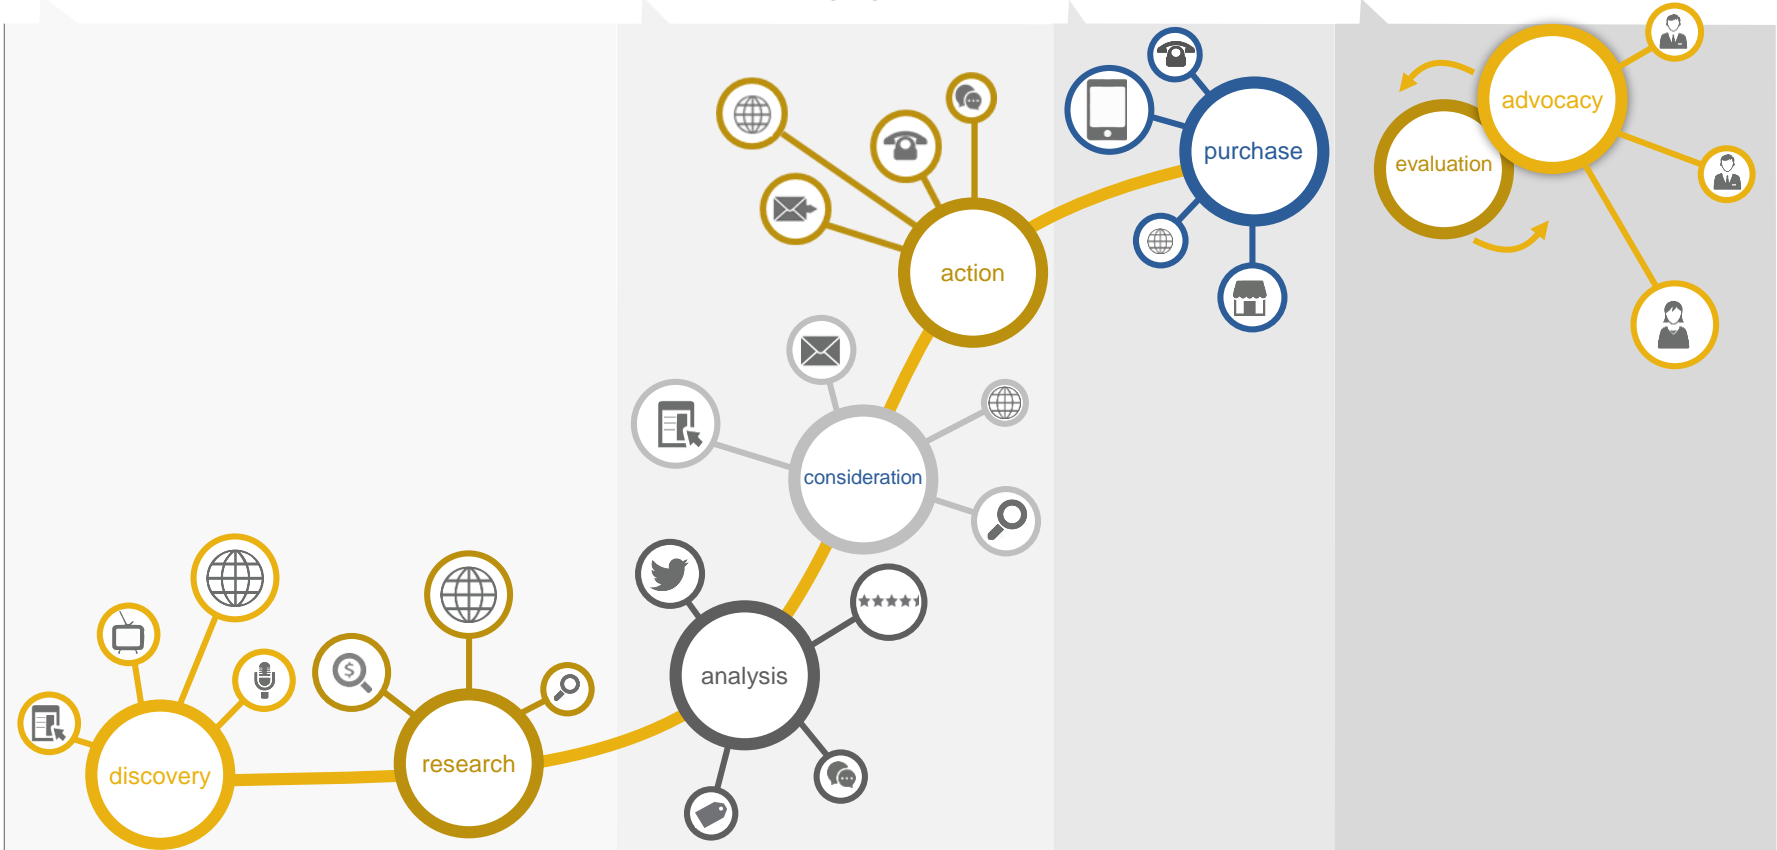 advocacy
purchase
evaluation
action
consideration
analysis
research
discovery
$